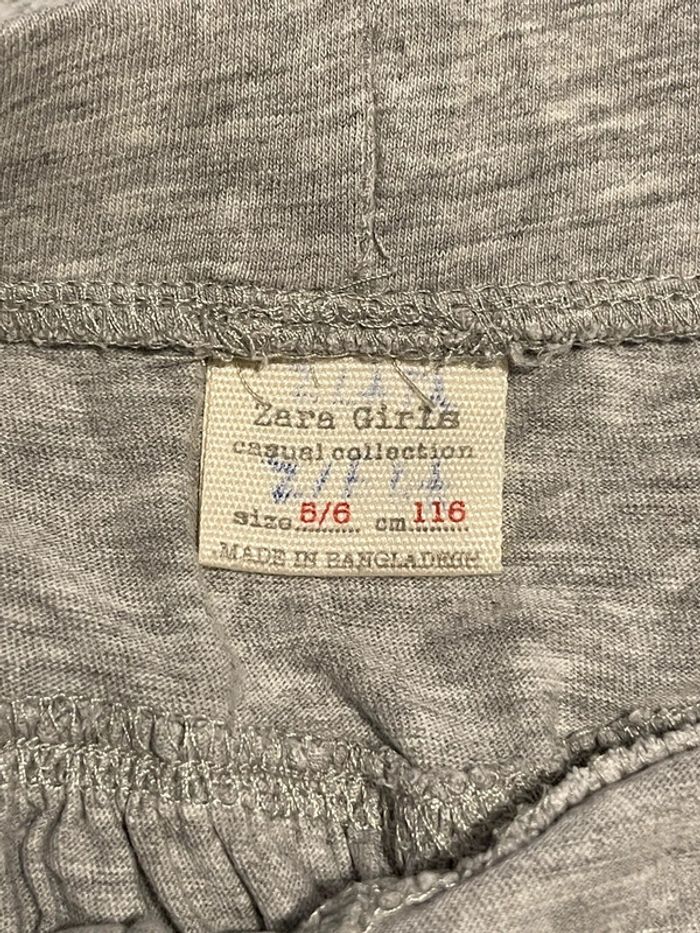 Zara Girls
casual collection
size 5/6 cm 116
MADE IN BANGLADESH